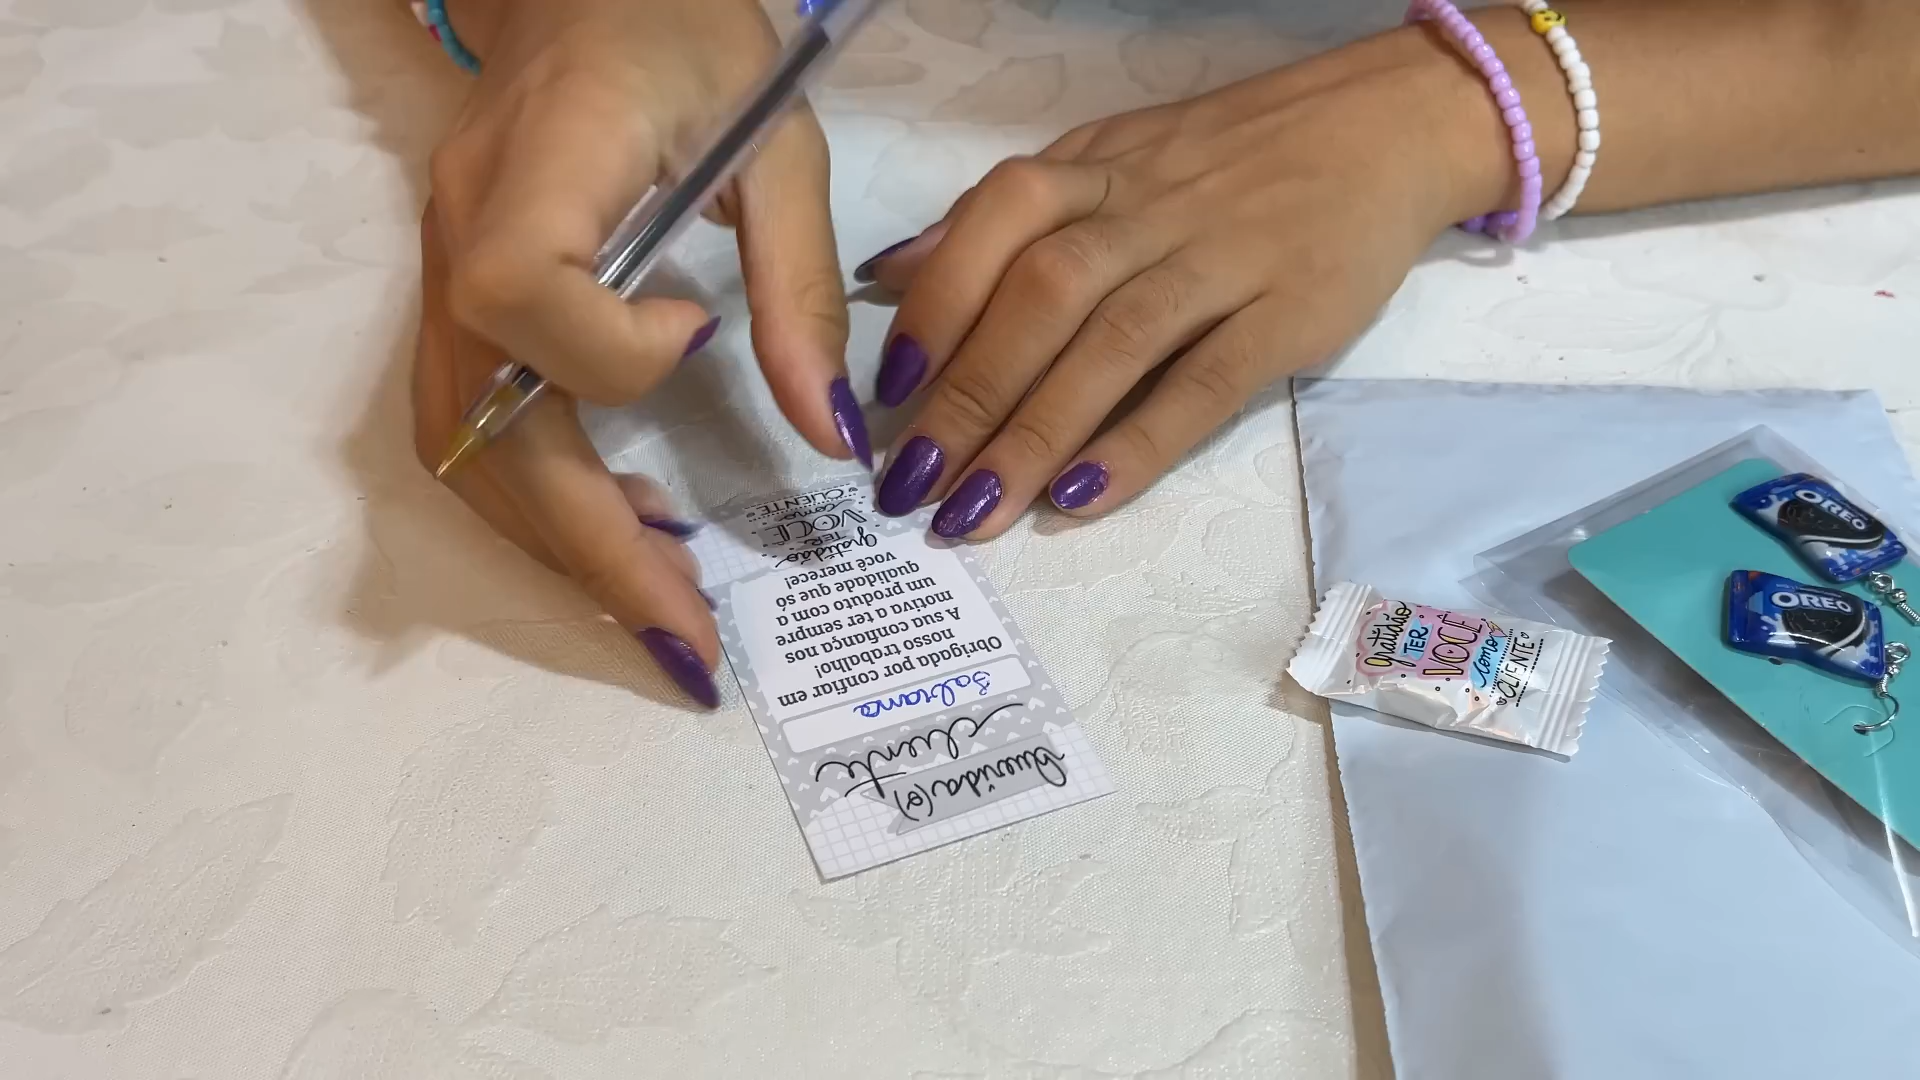 Querida(o)
cliente
Sabrama
Obrigada por confiar em
nosso trabalho!
A sua confiança nos
motiva a ter sempre
um produto com a
qualidade que só
você merece!
gratidão
TER
VOCÊ
como
CLIENTE
gratidão
TER
VOCÊ
como
CLIENTE
OREO
OREO